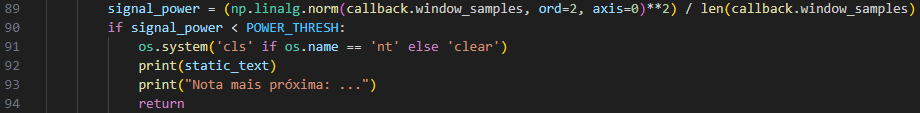 89 signal_power = (np.linalg.norm(callback.window_samples, ord=2, axis=0)**2) / len(callback.window_samples)
90 if signal_power < POWER_THRESH:
91 os.system('cls' if os.name == 'nt' else 'clear')
92 print(static_text)
93 print("Nota mais próxima: ...")
94 return